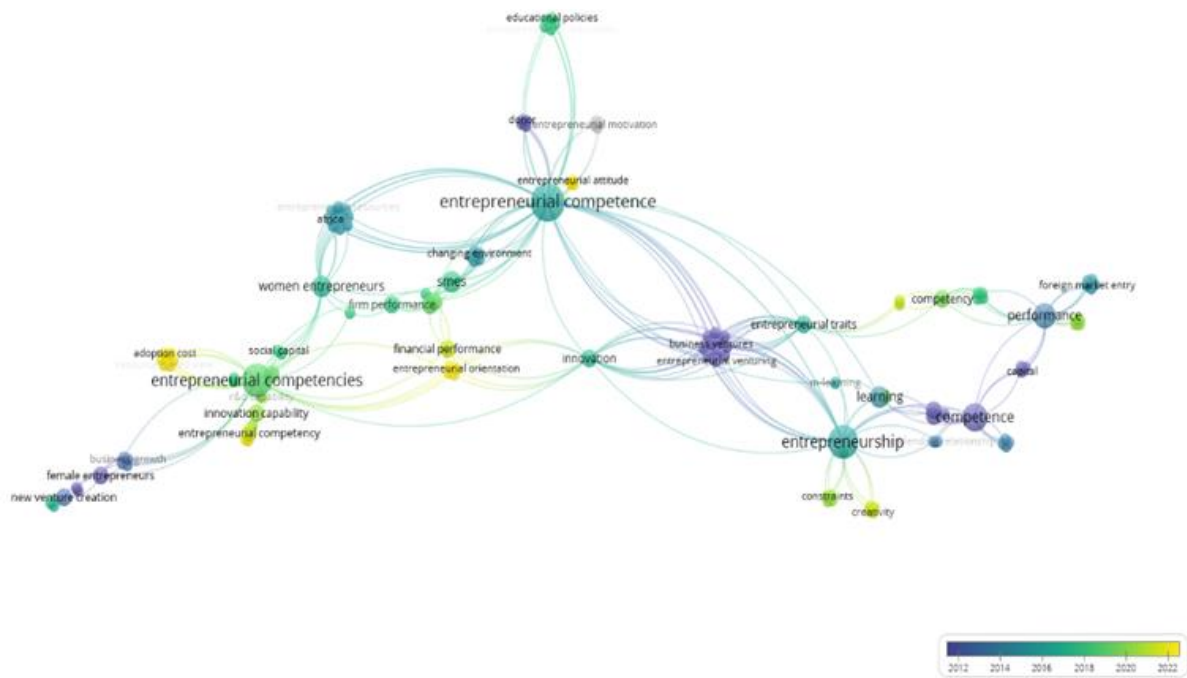 educational policies
donor
entrepreneurial motivation
entrepreneurial attitude
entrepreneurial competence
africa
changing environment
women entrepreneurs
smes
firm performance
foreign market entry
competency
performance
entrepreneurial traits
business ventures
entrepreneurial venturing
innovation
adoption cost
social capital
financial performance
entrepreneurial orientation
entrepreneurial competencies
capital
m-learning
learning
innovation capability
competence
entrepreneurial competency
entrepreneurship
business growth
female entrepreneurs
new venture creation
constraints
creativity
2012 2014 2016 2018 2020 2022